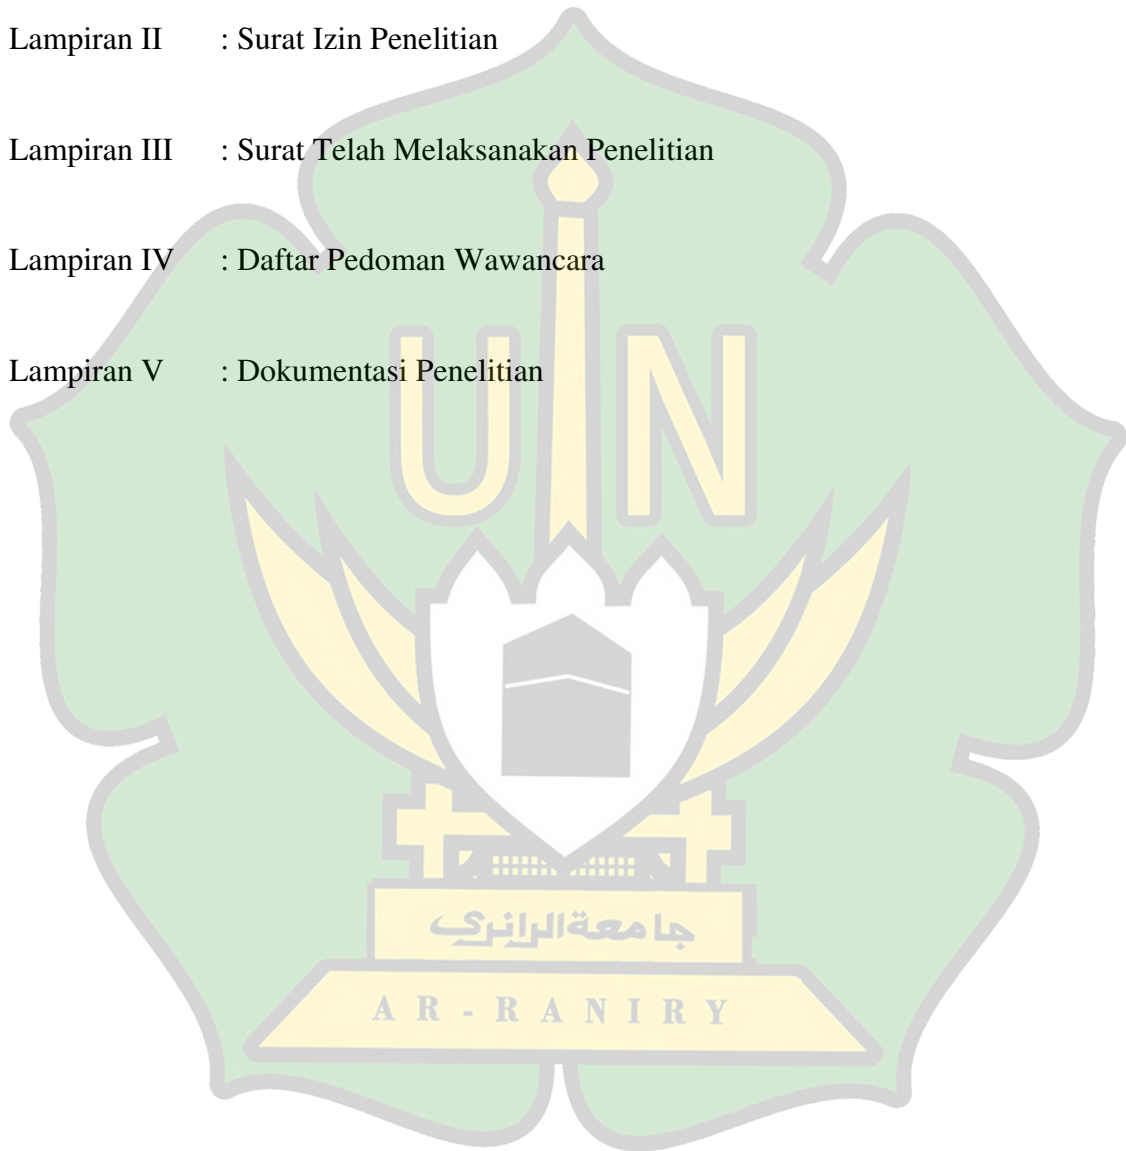 Lampiran II : Surat Izin Penelitian
Lampiran III : Surat Telah Melaksanakan Penelitian
Lampiran IV : Daftar Pedoman Wawancara
Lampiran V : Dokumentasi Penelitian
UIN
جامعةالرانري
AR-RANIRY